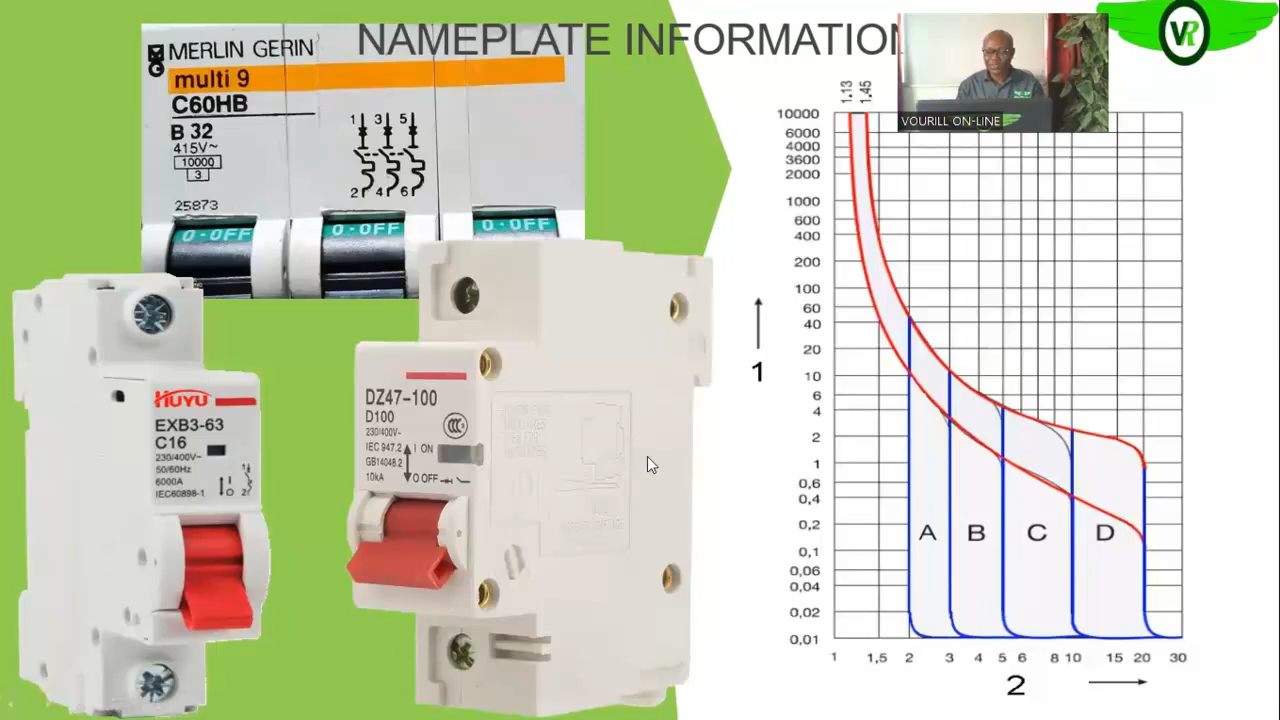 NAMEPLATE INFORMATION
VR
VOURILL ON-LINE
MERLIN GERIN
multi 9
C60HB
B 32
415V~
10000
3
25873
1 3 5
2 4 6
O·OFF
O·OFF
O·OFF
HUYU
EXB3-63
C16
230/400V~
50/60Hz
6000A
IEC60898-1
1
2
I
O
DZ47-100
D100
230/400V~
IEC 947.2
GB14048.2
10kA
CCC
I ON
O OFF
1.13
1.45
10000
6000
4000
3600
2000
1000
600
400
200
100
60
40
20
10
6
4
2
1
0,6
0,4
0,2
0,1
0,06
0,04
0,02
0,01
1
A B C D
1 1,5 2 3 4 5 6 8 10 15 20 30
2